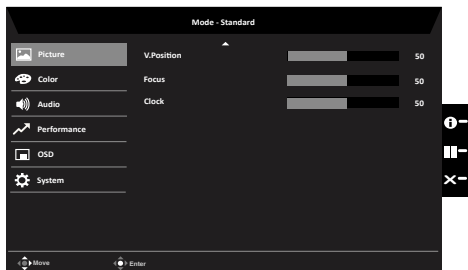 Mode - Standard
Picture
V.Position 50
Color
Focus 50
Audio
Clock 50
Performance
OSD
System
Move Enter